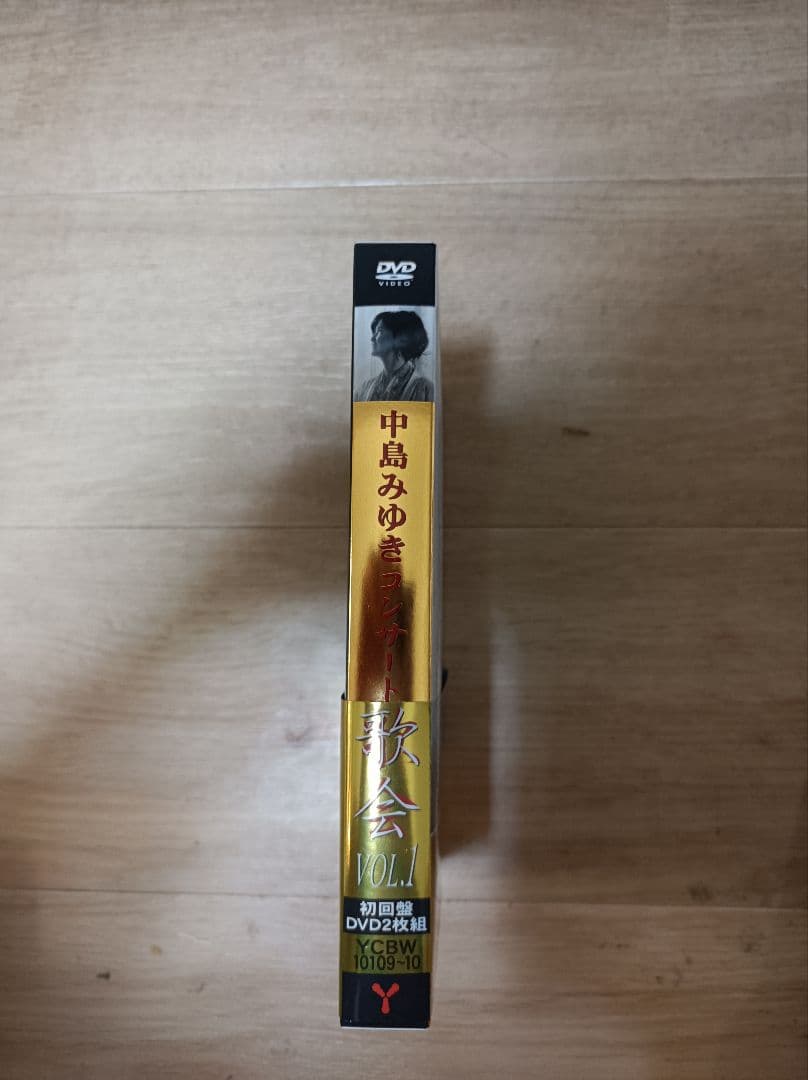 DVD
VIDEO
中島みゆきコンサート
歌会
VOL.1
初回盤
DVD2枚組
YCBW
10109~10